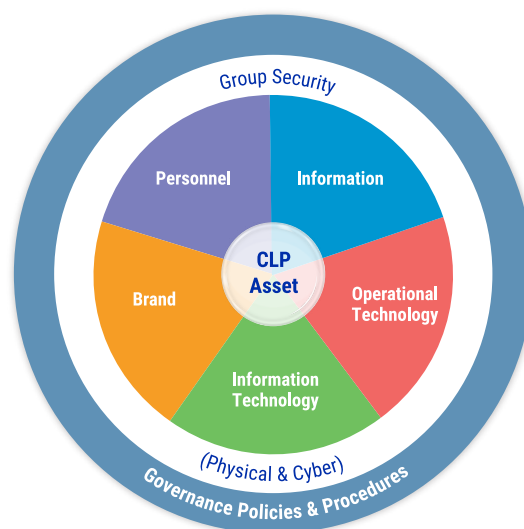 Group Security
Personnel
Information
CLP
Asset
Brand
Operational
Technology
Information
Technology
(Physical & Cyber)
Governance Policies & Procedures